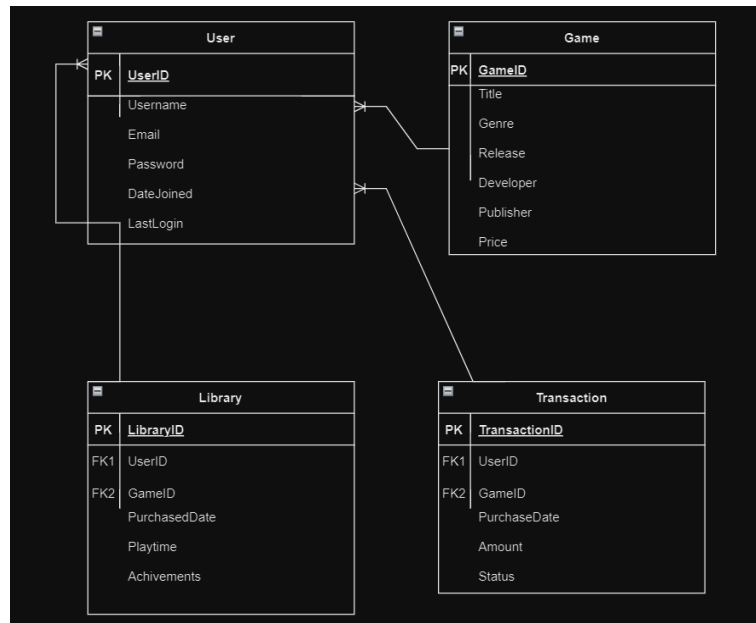 User
PK UserID
Username
Email
Password
DateJoined
LastLogin
Game
PK GameID
Title
Genre
Release
Developer
Publisher
Price
Library
PK LibraryID
FK1 UserID
FK2 GameID
PurchasedDate
Playtime
Achivements
Transaction
PK TransactionID
FK1 UserID
FK2 GameID
PurchaseDate
Amount
Status